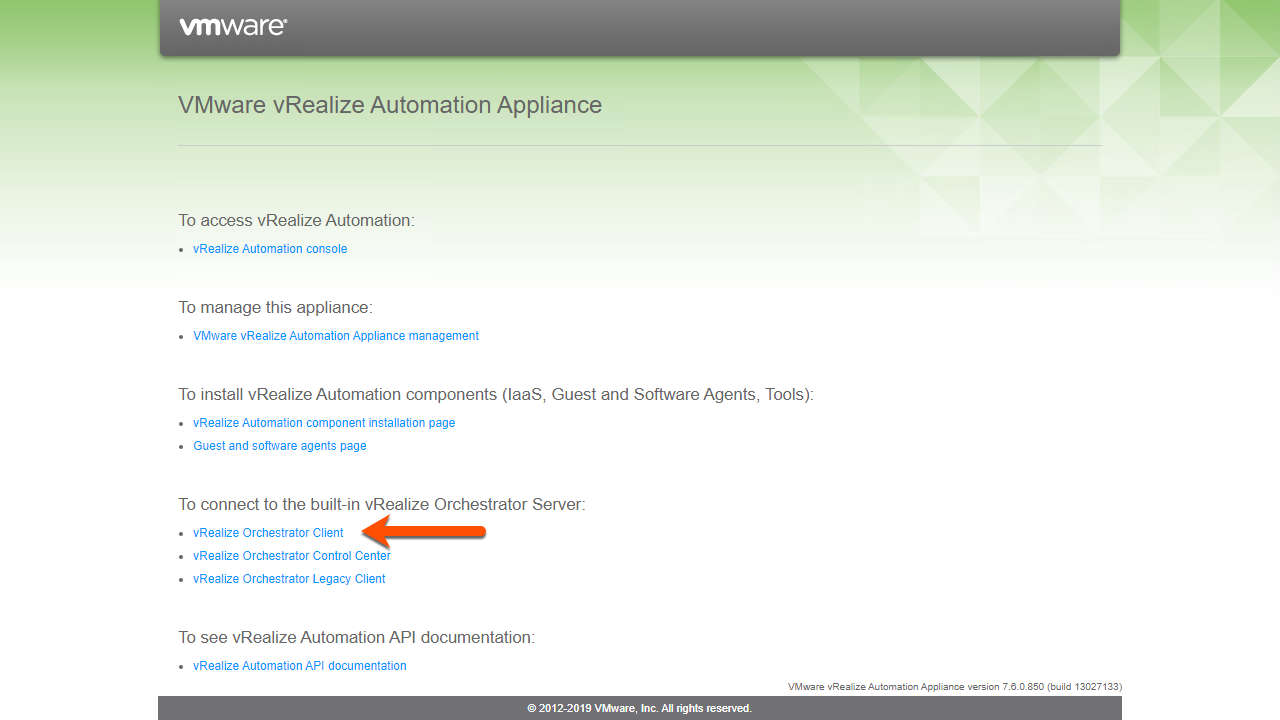 vmware®
VMware vRealize Automation Appliance
To access vRealize Automation:
• vRealize Automation console
To manage this appliance:
• VMware vRealize Automation Appliance management
To install vRealize Automation components (IaaS, Guest and Software Agents, Tools):
• vRealize Automation component installation page
• Guest and software agents page
To connect to the built-in vRealize Orchestrator Server:
• vRealize Orchestrator Client
• vRealize Orchestrator Control Center
• vRealize Orchestrator Legacy Client
To see vRealize Automation API documentation:
• vRealize Automation API documentation
VMware vRealize Automation Appliance version 7.6.0.850 (build 13027133)
© 2012-2019 VMware, Inc. All rights reserved.